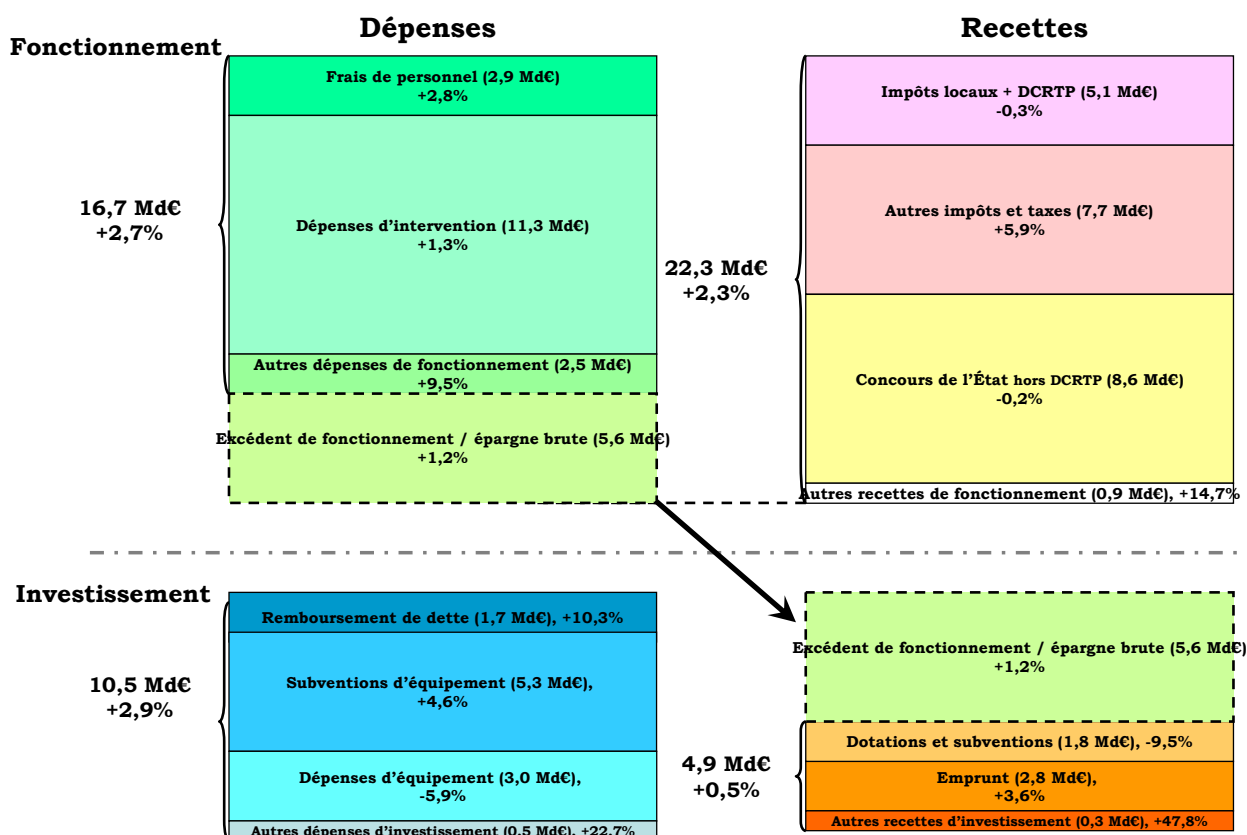 Dépenses
Recettes
Fonctionnement
Frais de personnel (2,9 Md€)
+2,8%
Dépenses d’intervention (11,3 Md€)
+1,3%
Autres dépenses de fonctionnement (2,5 Md€)
+9,5%
Excédent de fonctionnement / épargne brute (5,6 Md€)
+1,2%
16,7 Md€
+2,7%
Impôts locaux + DCRTP (5,1 Md€)
-0,3%
Autres impôts et taxes (7,7 Md€)
+5,9%
Concours de l’État hors DCRTP (8,6 Md€)
-0,2%
Autres recettes de fonctionnement (0,9 Md€), +14,7%
22,3 Md€
+2,3%
Investissement
Remboursement de dette (1,7 Md€), +10,3%
Subventions d’équipement (5,3 Md€),
+4,6%
Dépenses d’équipement (3,0 Md€),
-5,9%
Autres dépenses d’investissement (0,5 Md€), +22,7%
10,5 Md€
+2,9%
Excédent de fonctionnement / épargne brute (5,6 Md€)
+1,2%
Dotations et subventions (1,8 Md€), -9,5%
Emprunt (2,8 Md€),
+3,6%
Autres recettes d’investissement (0,3 Md€), +47,8%
4,9 Md€
+0,5%